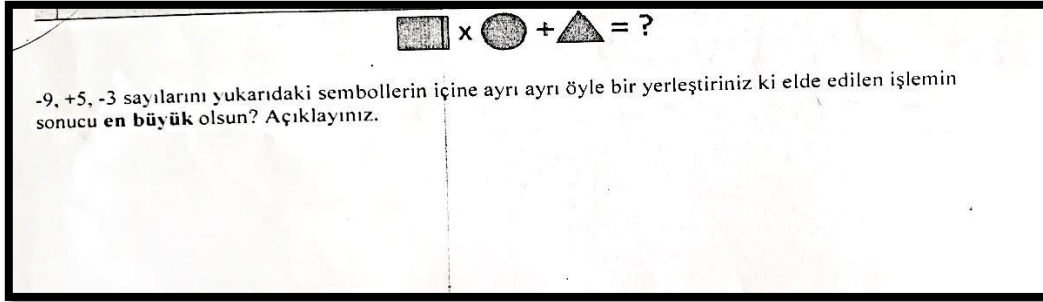 x + = ?
-9, +5, -3 sayılarını yukarıdaki sembollerin içine ayrı ayrı öyle bir yerleştiriniz ki elde edilen işlemin
sonucu en büyük olsun? Açıklayınız.